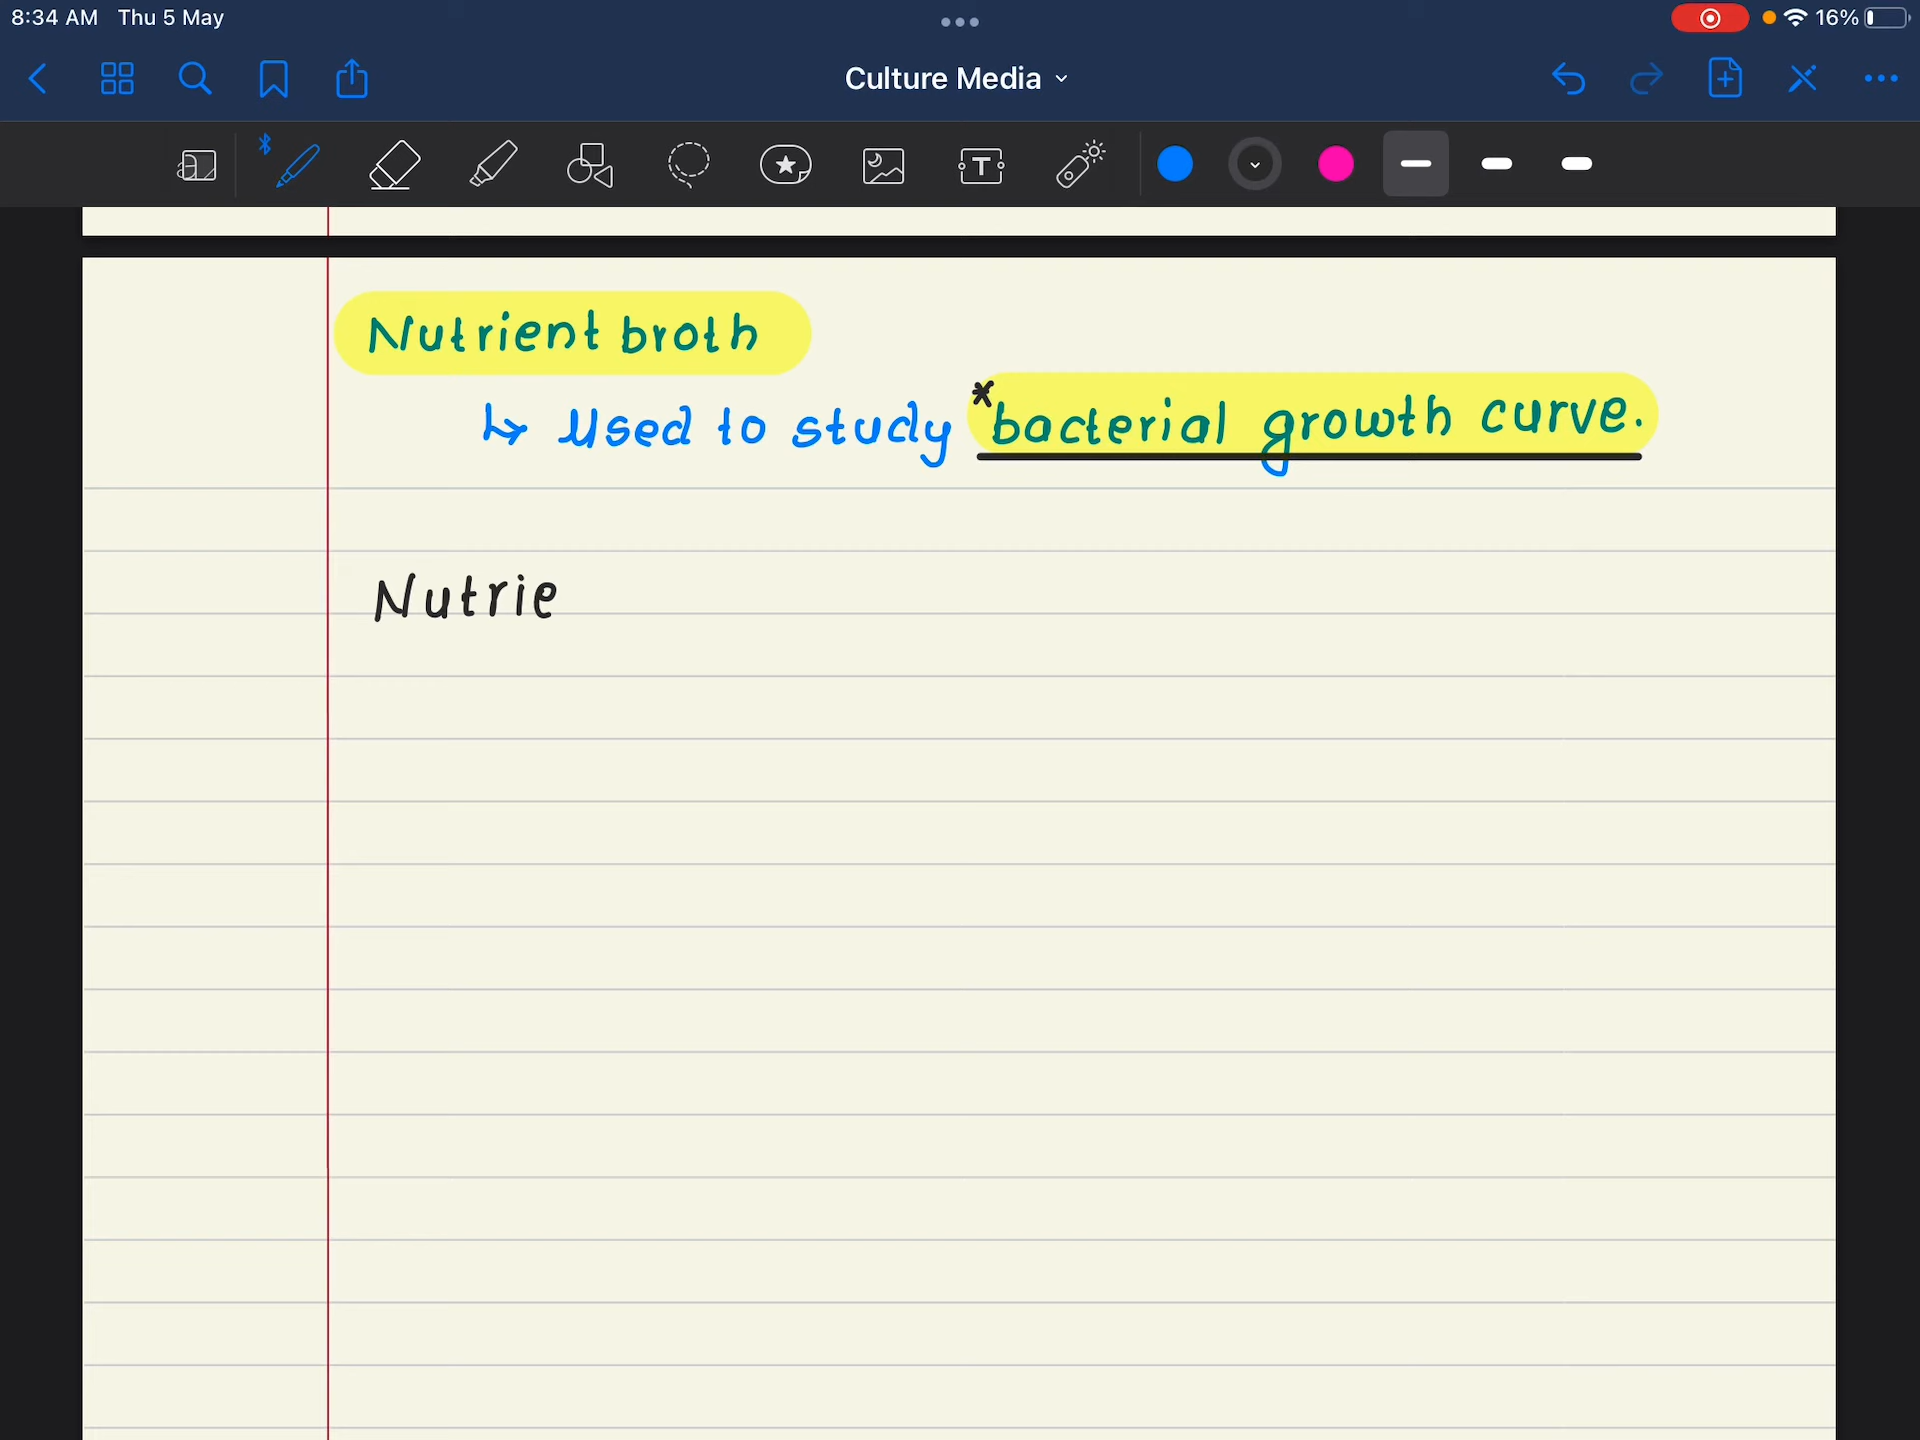 8:34 AM Thu 5 May
16%
Culture Media
T
Nutrient broth
↳ Used to study *bacterial growth curve.
Nutrie